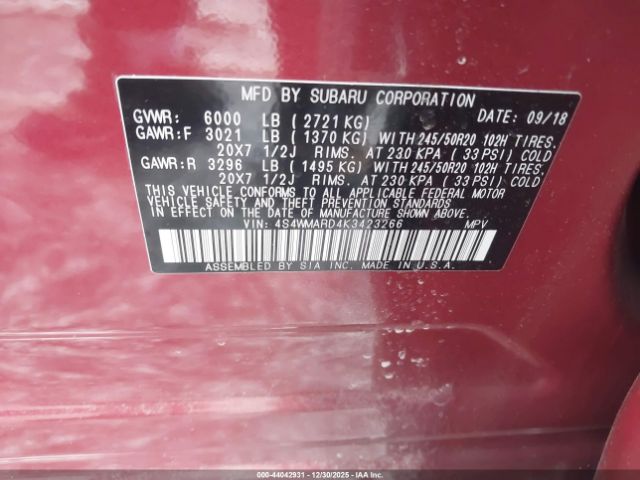 MFD BY SUBARU CORPORATION DATE: 09/18
GVWR: 6000 LB ( 2721 KG)
GAWR:F 3021 LB ( 1370 KG) WITH 245/50R20 102H TIRES.
20X7 1/2J RIMS. AT 230 KPA ( 33 PSI) COLD
GAWR:R 3296 LB ( 1495 KG) WITH 245/50R20 102H TIRES.
20X7 1/2J RIMS. AT 230 KPA ( 33 PSI) COLD
THIS VEHICLE CONFORMS TO ALL APPLICABLE FEDERAL MOTOR
VEHICLE SAFETY AND THEFT PREVENTION STANDARDS
IN EFFECT ON THE DATE OF MANUFACTURE SHOWN ABOVE.
VIN: 4S4WMARD4K3423266 MPV
ASSEMBLED BY SIA INC. MADE IN U.S.A.
000-44042931 - 12/30/2025 - IAAI.COM